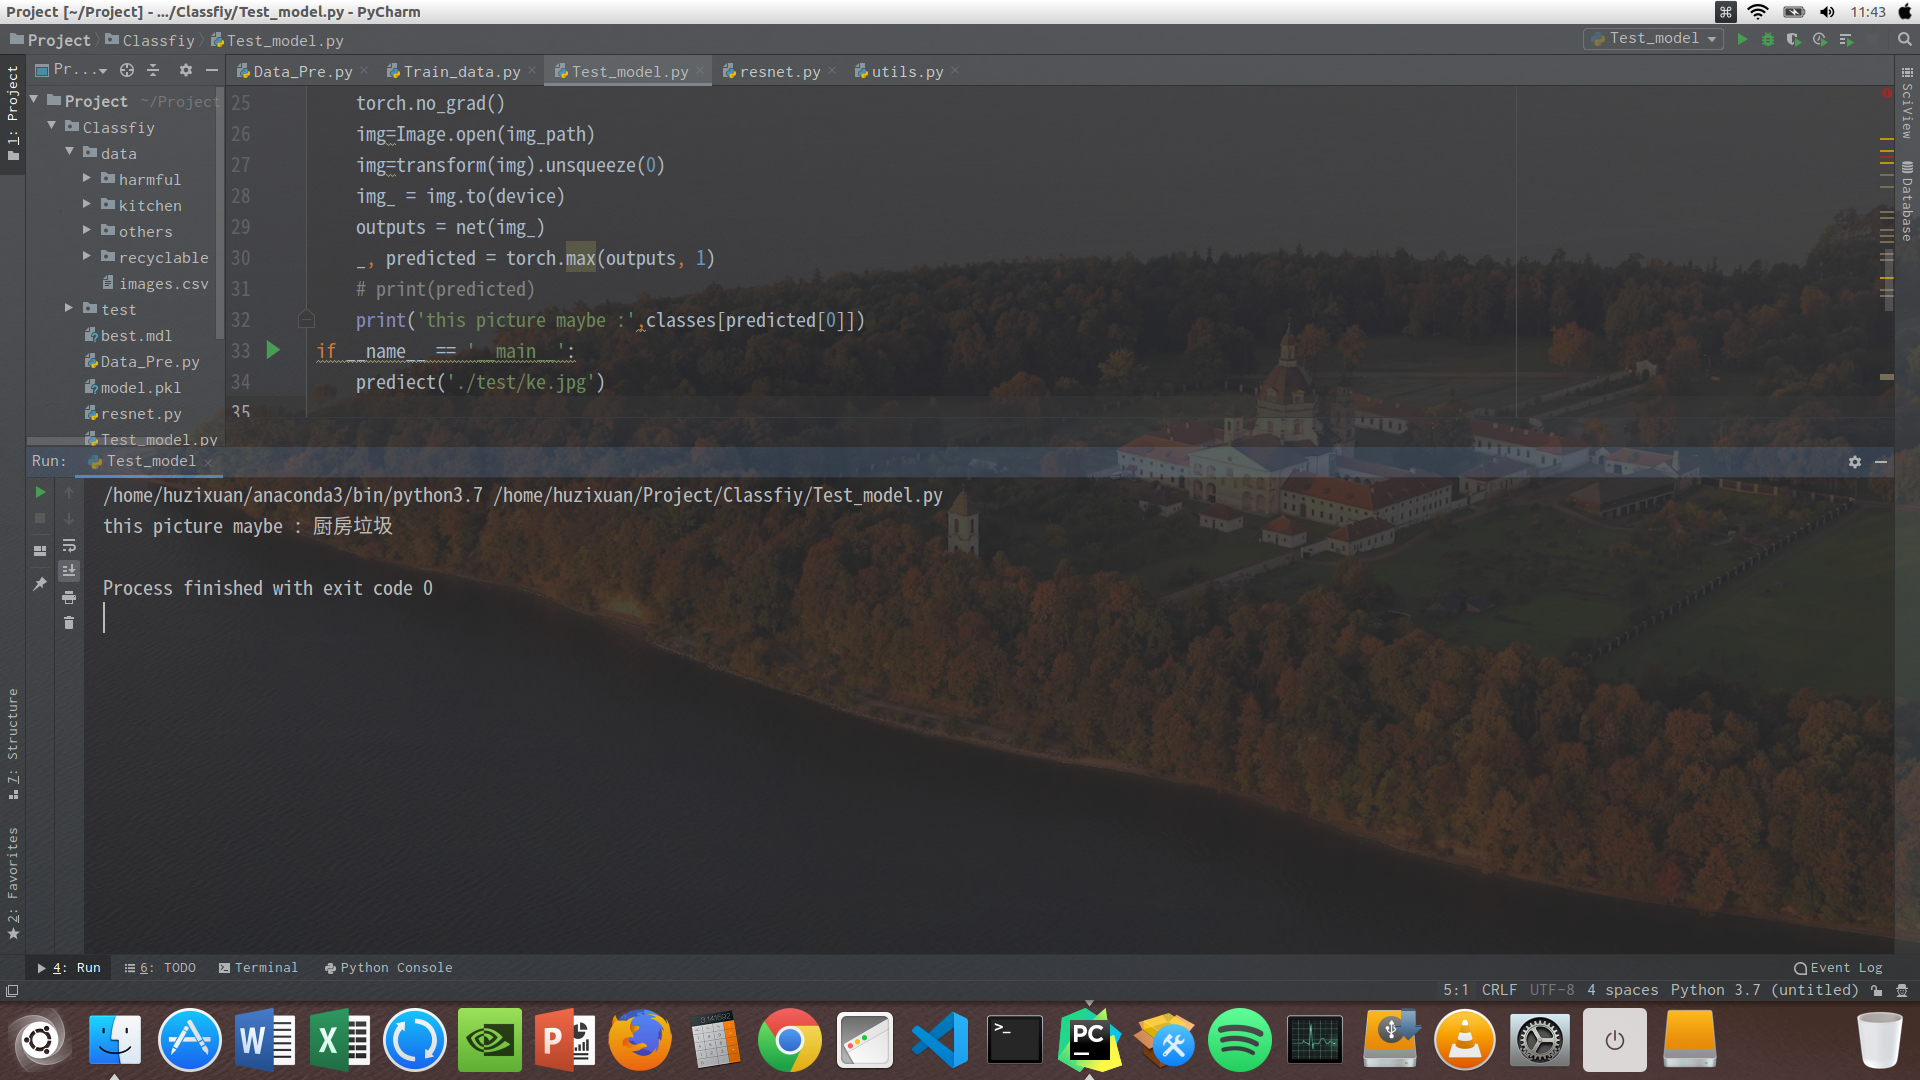 Project [~/Project] - .../Classfiy/Test_model.py - PyCharm
11:43
Project Classfiy Test_model.py
Test_model
1: Project
Pr...
Data_Pre.py
Train_data.py
Test_model.py
resnet.py
utils.py
Project ~/Project
Classfiy
data
harmful
kitchen
others
recyclable
images.csv
test
best.mdl
Data_Pre.py
model.pkl
resnet.py
Test_model.py
25 torch.no_grad()
26 img=Image.open(img_path)
27 img=transform(img).unsqueeze(0)
28 img_ = img.to(device)
29 outputs = net(img_)
30 _, predicted = torch.max(outputs, 1)
31 # print(predicted)
32 print('this picture maybe :',classes[predicted[0]])
33 if __name__ == '__main__':
34 prediect('./test/ke.jpg')
35
SciView
Database
Run: Test_model
/home/huzixuan/anaconda3/bin/python3.7 /home/huzixuan/Project/Classfiy/Test_model.py
this picture maybe : 厨房垃圾
Process finished with exit code 0
7: Structure
2: Favorites
4: Run
6: TODO
Terminal
Python Console
Event Log
5:1 CRLF UTF-8 4 spaces Python 3.7 (untitled)
W
X
P
>_
PC